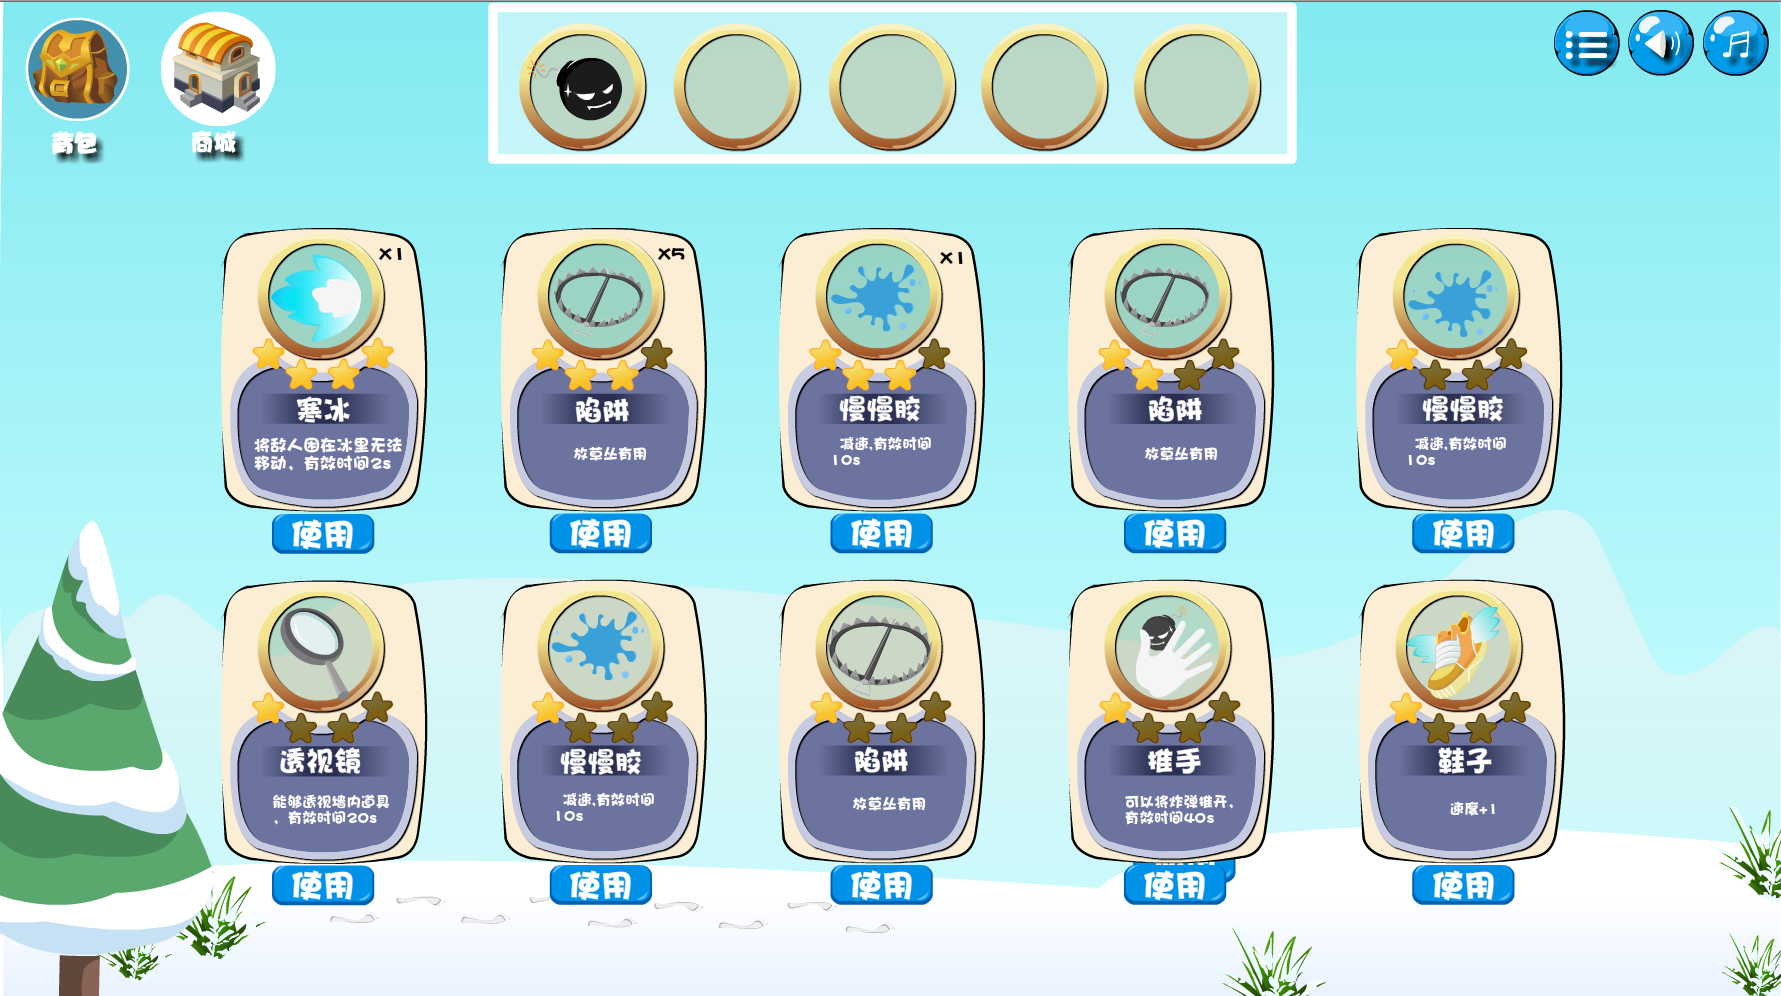 背包
商城
X1
X5
X1
寒冰
将敌人困在冰里无法
移动，有效时间2s
使用
陷阱
放草丛有用
使用
慢慢胶
减速,有效时间
10s
使用
陷阱
放草丛有用
使用
慢慢胶
减速,有效时间
10s
使用
透视镜
能够透视墙内道具
，有效时间20s
使用
慢慢胶
减速,有效时间
10s
使用
陷阱
放草丛有用
使用
推手
可以将炸弹推开，
有效时间40s
使用
鞋子
速度+1
使用